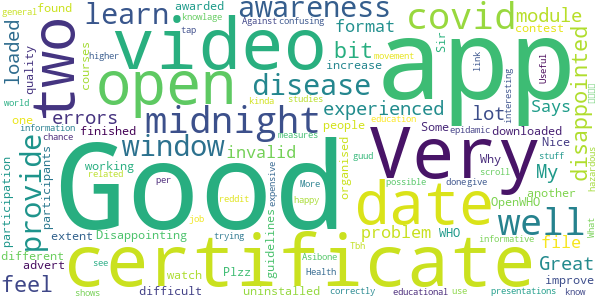 general
found
awarded
knowlage
Against
confusing
tap
learn
awareness
Sir
covid
module
format
contest
movement
bit
increase
loaded
quality
courses
two
video
app
open
disease
higher
kinda
studies
link
Useful
interesting
disappointed
world
errors
experienced
Says
one
information
finished
midnight
people
lot
Some
downloaded
Nice
chance
measures
education
epidemic
Why
stuff
participation
provide
participants
working
window
invalid
organised
Good
Very
My
possible
scroll
donegive
hazardous
related
per
expensive
More
happy
date
another
different
extent
Disappointing
reddit
guud
well
OpenWHO
What
advert
job
guidelines
problem
WHO
file
see
trying
Plzz
Asibone
Tbh
informative
Great
feel
certificate
watch
Health
improve
shows
difficult
uninstalled
correctly
educational
use
presentations
know